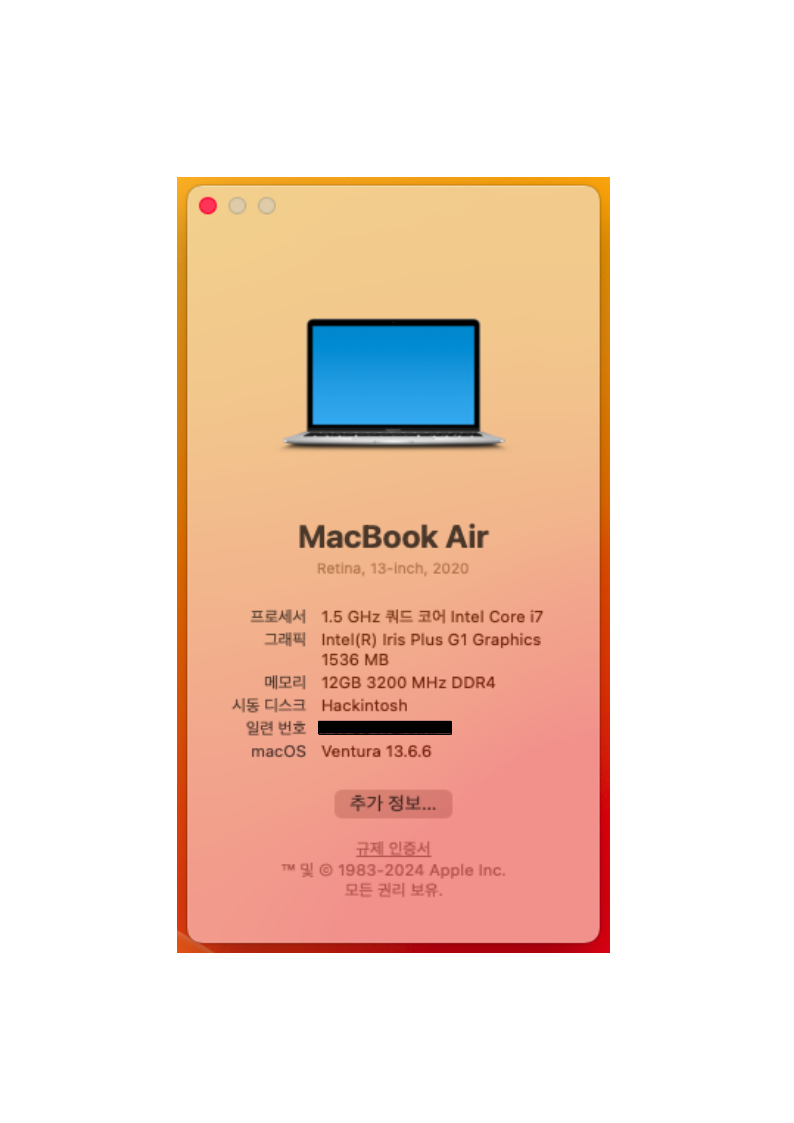 MacBook Air
Retina, 13-inch, 2020
프로세서 1.5 GHz 쿼드 코어 Intel Core i7
그래픽 Intel(R) Iris Plus G1 Graphics
1536 MB
메모리 12GB 3200 MHz DDR4
시동 디스크 Hackintosh
일련 번호
macOS Ventura 13.6.6
추가 정보...
규제 인증서
™ 및 © 1983-2024 Apple Inc.
모든 권리 보유.